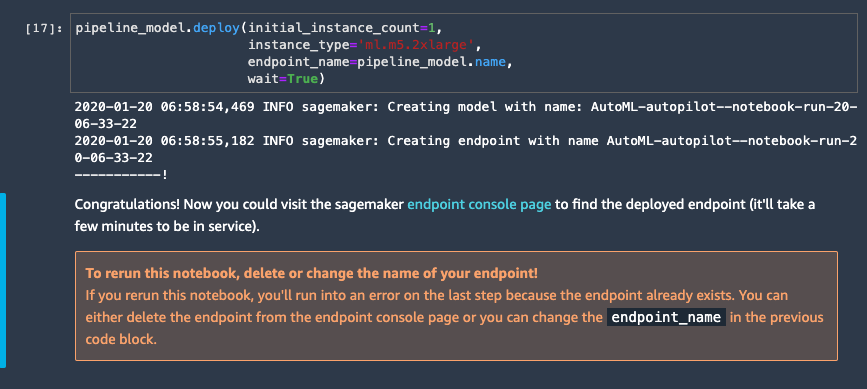 [17]: pipeline_model.deploy(initial_instance_count=1,
instance_type='ml.m5.2xlarge',
endpoint_name=pipeline_model.name,
wait=True)
2020-01-20 06:58:54,469 INFO sagemaker: Creating model with name: AutoML-autopilot--notebook-run-20-
06-33-22
2020-01-20 06:58:55,182 INFO sagemaker: Creating endpoint with name AutoML-autopilot--notebook-run-2
0-06-33-22
-----------!
Congratulations! Now you could visit the sagemaker endpoint console page to find the deployed endpoint (it'll take a
few minutes to be in service).
To rerun this notebook, delete or change the name of your endpoint!
If you rerun this notebook, you'll run into an error on the last step because the endpoint already exists. You can
either delete the endpoint from the endpoint console page or you can change the endpoint_name in the previous
code block.